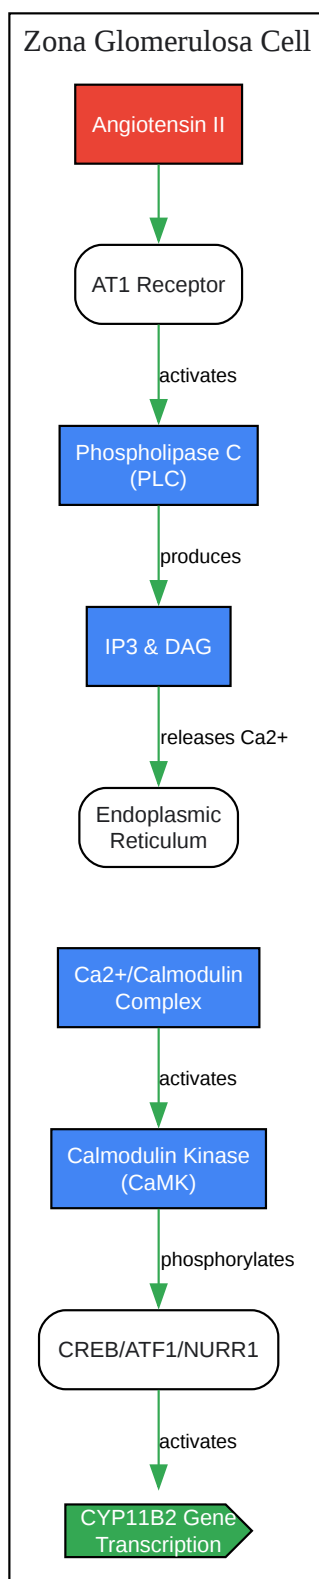 Zona Glomerulosa Cell
Angiotensin II
AT1 Receptor
activates
Phospholipase C
(PLC)
produces
IP3 & DAG
releases Ca2+
Endoplasmic
Reticulum
Ca2+/Calmodulin
Complex
activates
Calmodulin Kinase
(CaMK)
phosphorylates
CREB/ATF1/NURR1
activates
CYP11B2 Gene
Transcription